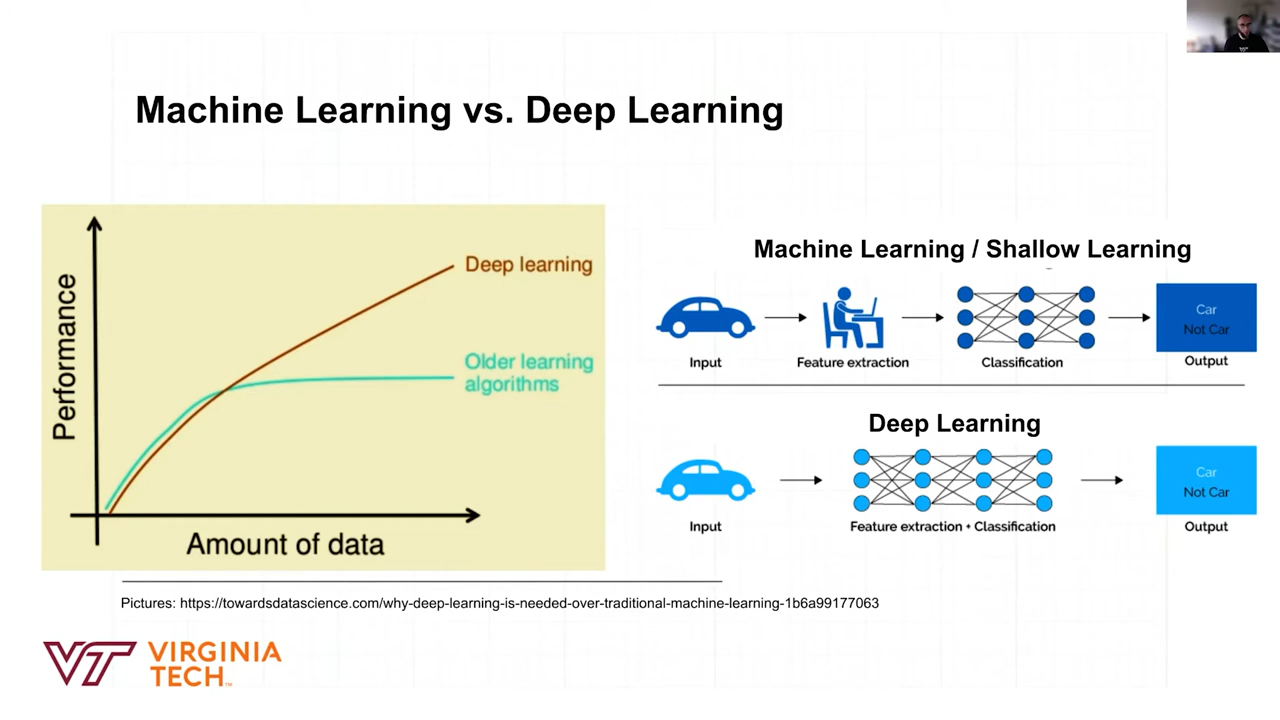 Machine Learning vs. Deep Learning
Performance
Deep learning
Older learning
algorithms
Amount of data
Machine Learning / Shallow Learning
Input
Feature extraction
Classification
Car
Not Car
Output
Deep Learning
Input
Feature extraction + Classification
Car
Not Car
Output
Pictures: https://towardsdatascience.com/why-deep-learning-is-needed-over-traditional-machine-learning-1b6a99177063
VT VIRGINIA
TECH™